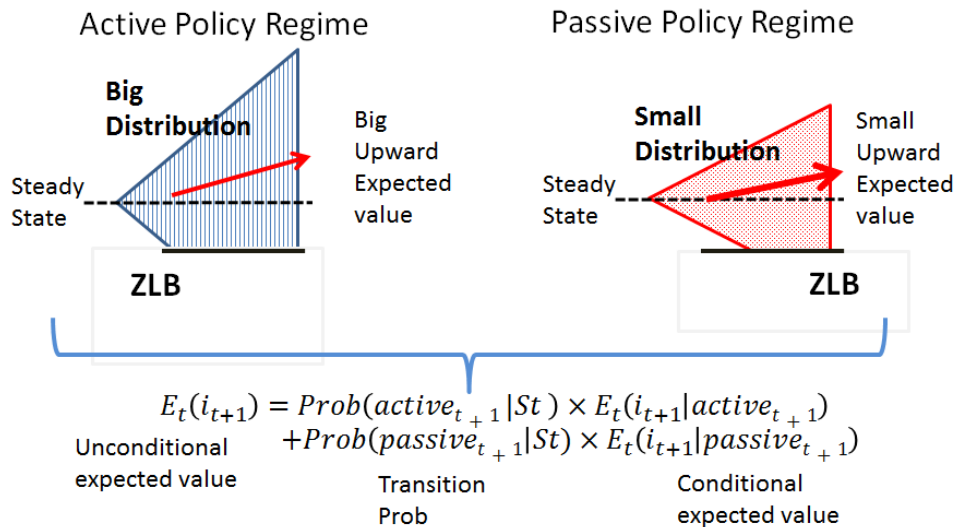 Active Policy Regime
Big
Distribution
Big
Upward
Expected
value
Steady
State
ZLB
Passive Policy Regime
Small
Distribution
Small
Upward
Expected
value
Steady
State
ZLB
E_t(i_{t+1}) = Prob(active_{t+1}|St) × E_t(i_{t+1}|active_{t+1})
+Prob(passive_{t+1}|St) × E_t(i_{t+1}|passive_{t+1})
Unconditional
expected value
Transition
Prob
Conditional
expected value